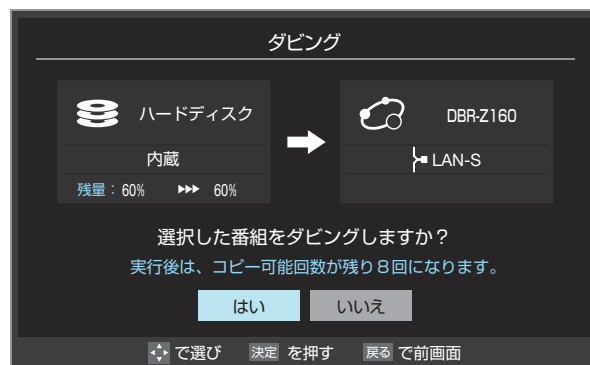 ダビング
ハードディスク
内蔵
残量：60% ▸▸▸ 60%
DBR-Z160
LAN-S
選択した番組をダビングしますか？
実行後は、コピー可能回数が残り８回になります。
はい いいえ
で選び 決定 を押す 戻る で前画面